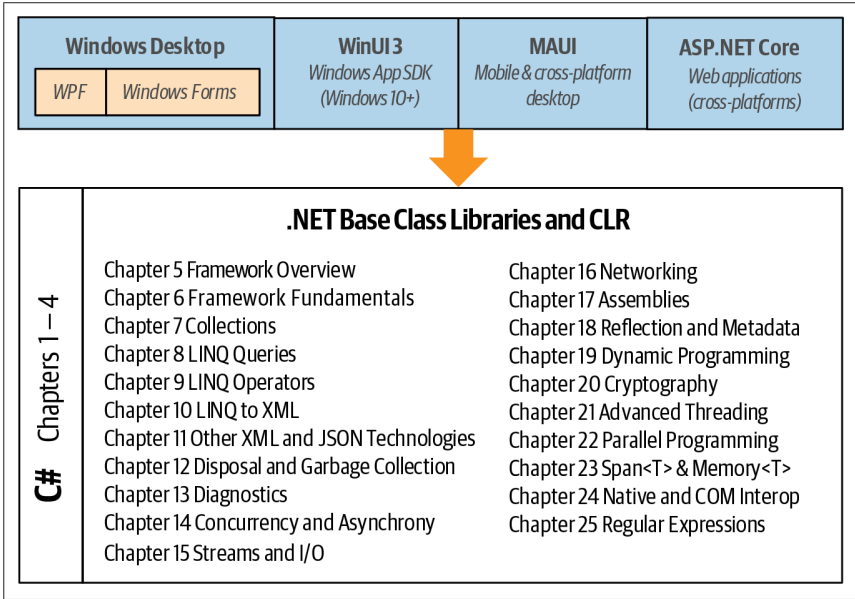 Windows Desktop
WPF
Windows Forms
WinUI 3
Windows App SDK
(Windows 10+)
MAUI
Mobile & cross-platform
desktop
ASP.NET Core
Web applications
(cross-platforms)
C# Chapters 1 – 4
.NET Base Class Libraries and CLR
Chapter 5 Framework Overview
Chapter 6 Framework Fundamentals
Chapter 7 Collections
Chapter 8 LINQ Queries
Chapter 9 LINQ Operators
Chapter 10 LINQ to XML
Chapter 11 Other XML and JSON Technologies
Chapter 12 Disposal and Garbage Collection
Chapter 13 Diagnostics
Chapter 14 Concurrency and Asynchrony
Chapter 15 Streams and I/O
Chapter 16 Networking
Chapter 17 Assemblies
Chapter 18 Reflection and Metadata
Chapter 19 Dynamic Programming
Chapter 20 Cryptography
Chapter 21 Advanced Threading
Chapter 22 Parallel Programming
Chapter 23 Span<T> & Memory<T>
Chapter 24 Native and COM Interop
Chapter 25 Regular Expressions